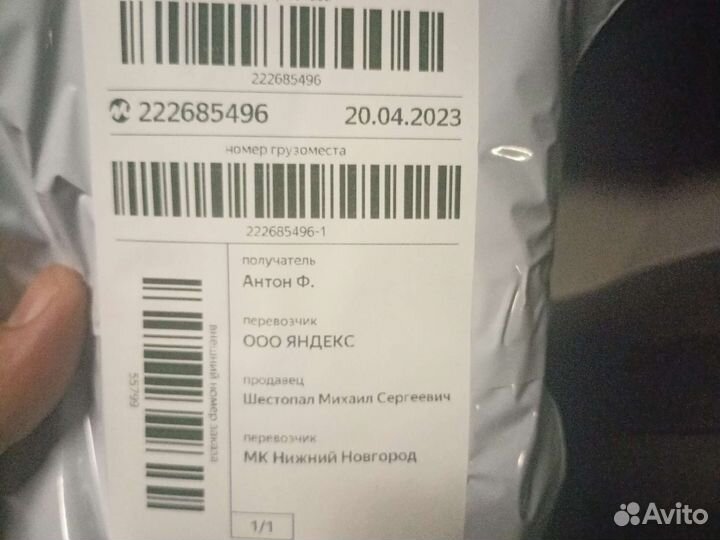 222685496
222685496 20.04.2023
номер грузоместа
222685496-1
получатель
Антон Ф.
перевозчик
ООО ЯНДЕКС
продавец
Шестопал Михаил Сергеевич
перевозчик
МК Нижний Новгород
1/1
внешний номер заказа
55799
Avito